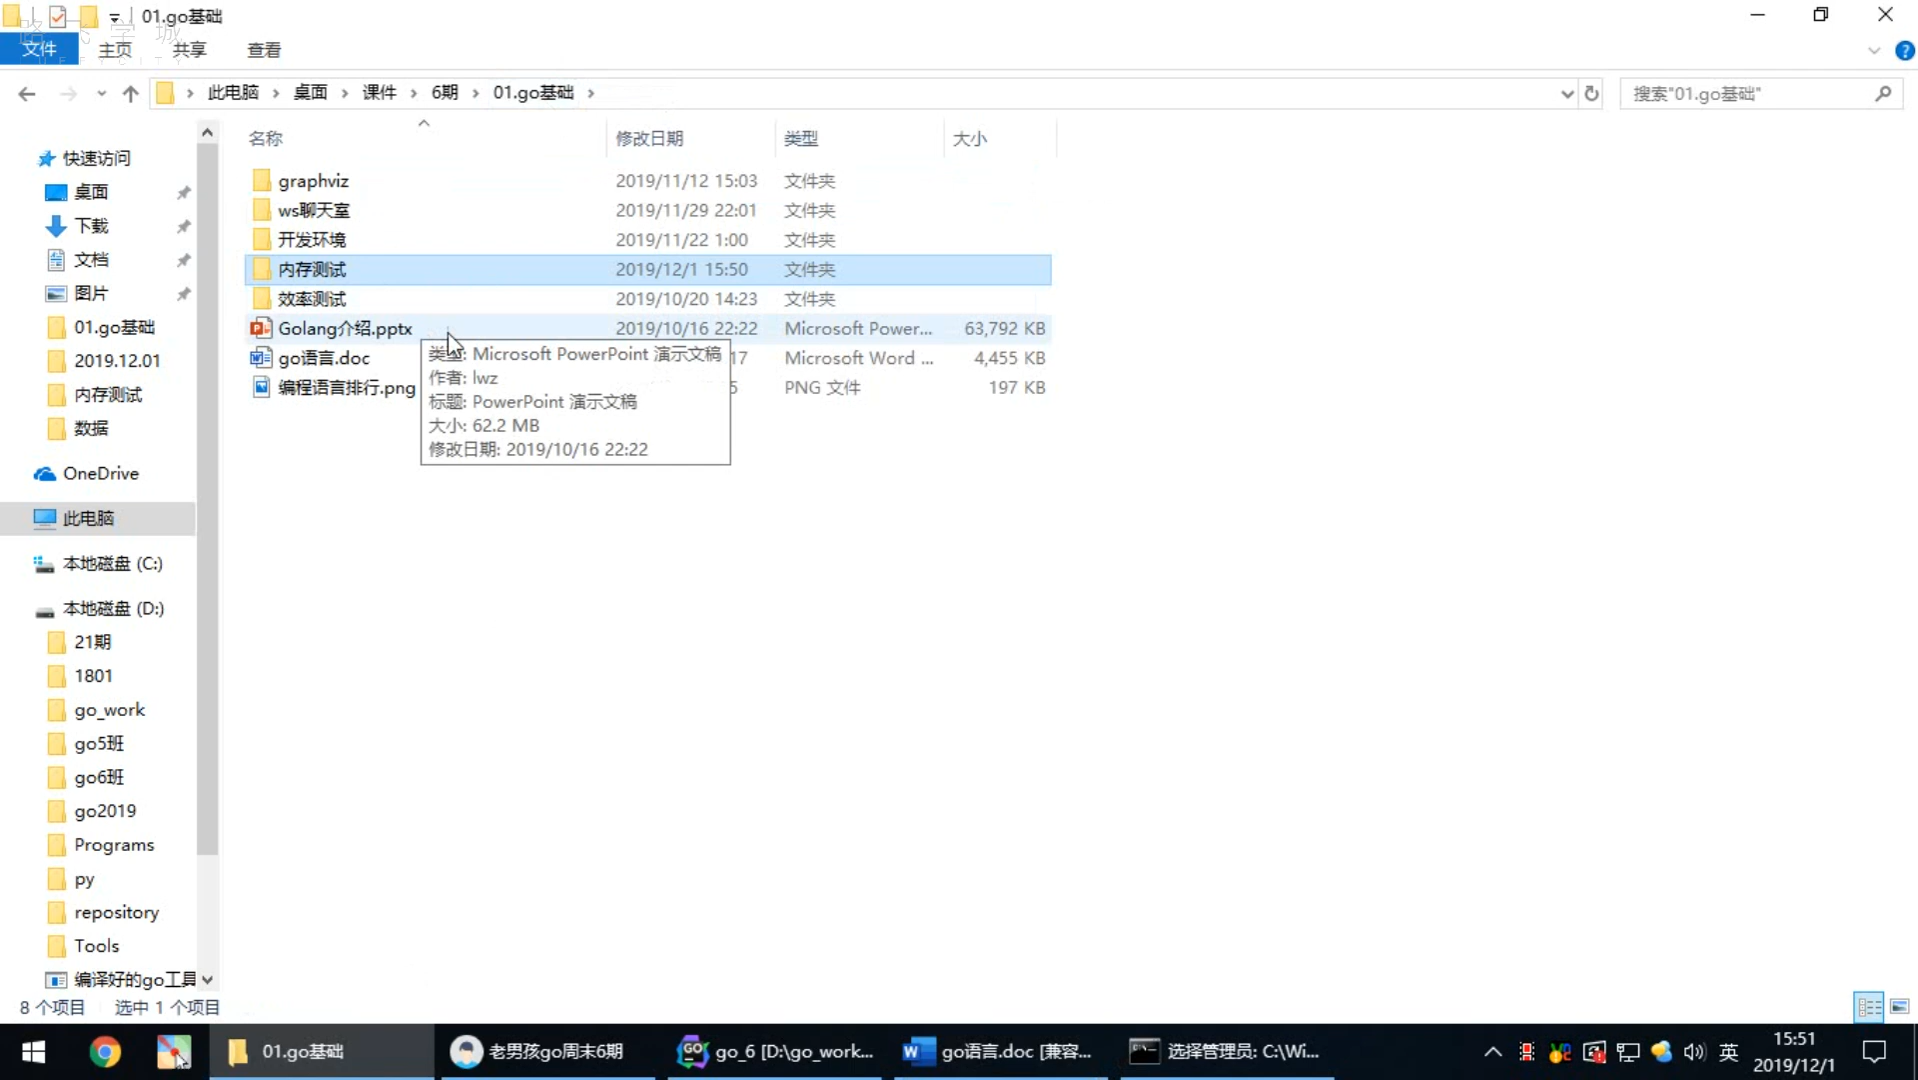 01.go基础
文件 主页 共享 查看
此电脑 桌面 课件 6期 01.go基础
搜索"01.go基础"
名称 修改日期 类型 大小
graphviz 2019/11/12 15:03 文件夹
ws聊天室 2019/11/29 22:01 文件夹
开发环境 2019/11/22 1:00 文件夹
内存测试 2019/12/1 15:50 文件夹
效率测试 2019/10/20 14:23 文件夹
Golang介绍.pptx 2019/10/16 22:22 Microsoft Power... 63,792 KB
go语言.doc 17 Microsoft Word ... 4,455 KB
编程语言排行.png 5 PNG 文件 197 KB
类型: Microsoft PowerPoint 演示文稿
作者: lwz
标题: PowerPoint 演示文稿
大小: 62.2 MB
修改日期: 2019/10/16 22:22
快速访问
桌面
下载
文档
图片
01.go基础
2019.12.01
内存测试
数据
OneDrive
此电脑
本地磁盘 (C:)
本地磁盘 (D:)
21期
1801
go_work
go5班
go6班
go2019
Programs
py
repository
Tools
编译好的go工具
8 个项目 选中 1 个项目
01.go基础
老男孩go周末6期
go_6 [D:\go_work...
go语言.doc [兼容...
选择管理员: C:\Wi...
英
15:51
2019/12/1